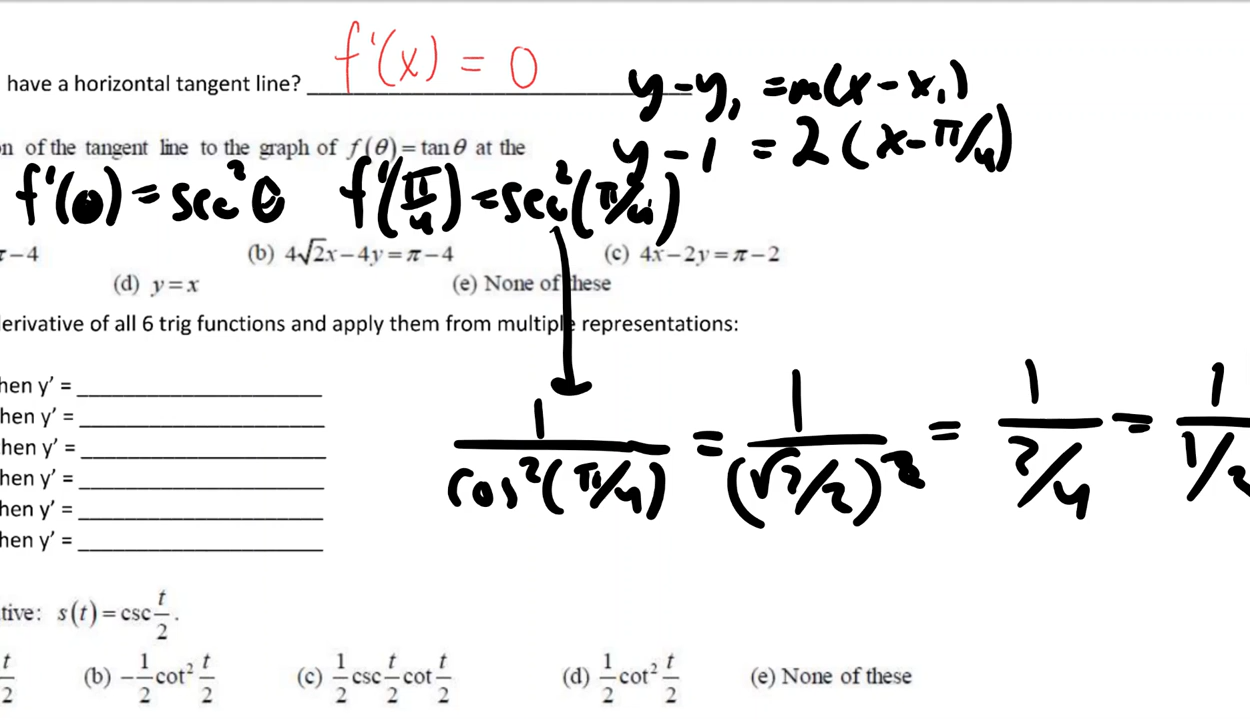 have a horizontal tangent line? f'(x) = 0
y - y₁ = m(x - x₁)
n of the tangent line to the graph of f(θ) = tan θ at the
y - 1 = 2(x - π/4)
f'(θ) = sec²θ f'(π/4) = sec²(π/4)
π-4 (b) 4√2x-4y=π-4 (c) 4x-2y=π-2
(d) y=x (e) None of these
erivative of all 6 trig functions and apply them from multiple representations:
hen y' =
hen y' =
hen y' =
hen y' =
hen y' =
hen y' =
1/cos²(π/4) = 1/(√2/2)² = 1/(2/4) = 1/(1/2
tive: s(t) = csc t/2.
t/2 (b) -1/2 cot² t/2 (c) 1/2 csc t/2 cot t/2 (d) 1/2 cot² t/2 (e) None of these